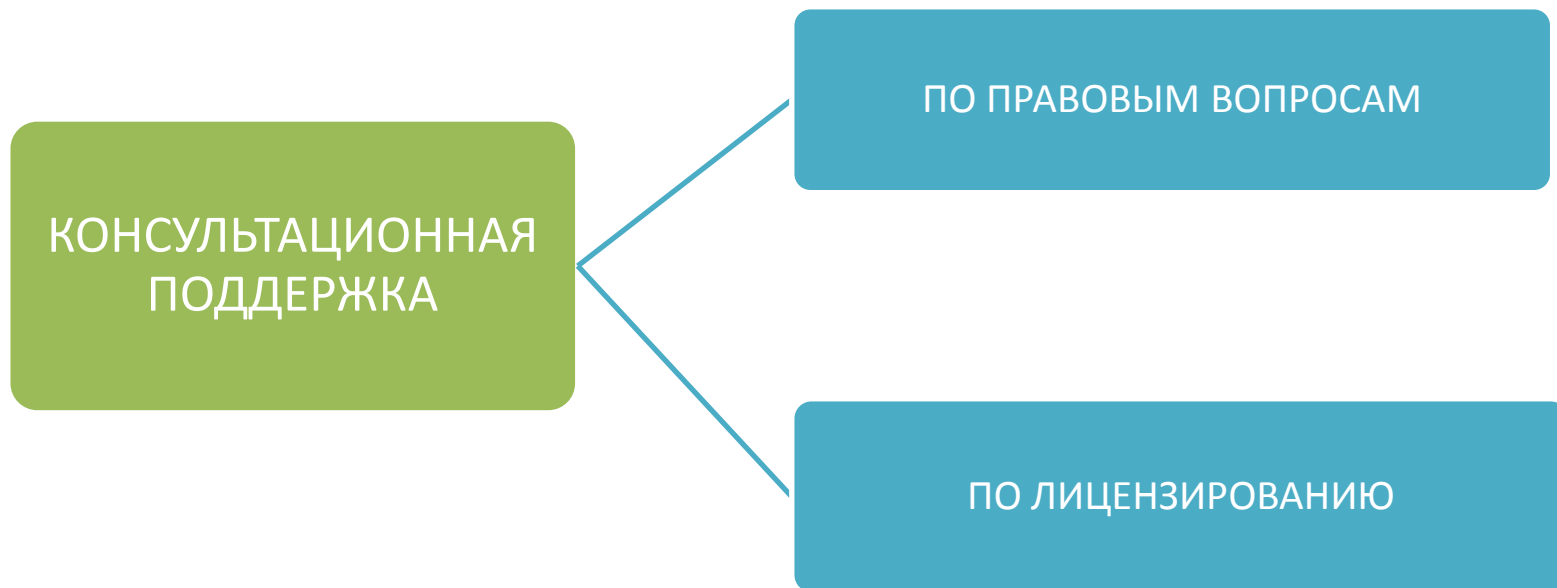 КОНСУЛЬТАЦИОННАЯ
ПОДДЕРЖКА
ПО ПРАВОВЫМ ВОПРОСАМ
ПО ЛИЦЕНЗИРОВАНИЮ